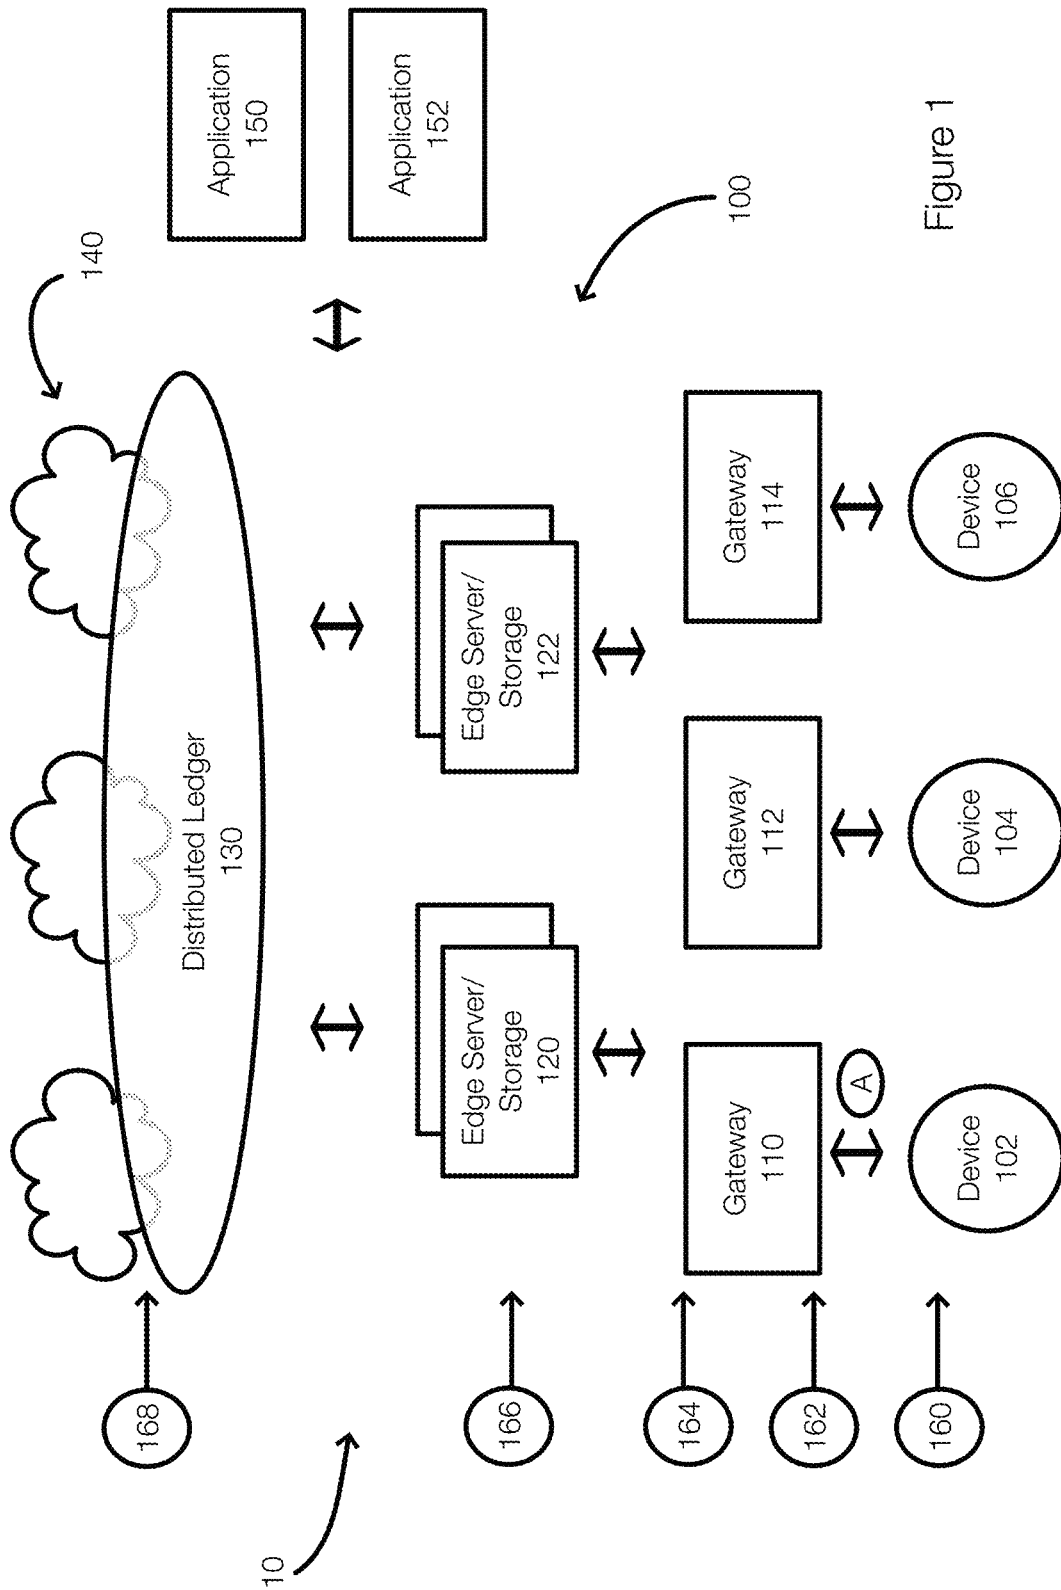 140
168
Distributed Ledger
130
Application
150
Application
152
10
100
166
Edge Server/
Storage
120
Edge Server/
Storage
122
164
162
Gateway
110
Gateway
112
Gateway
114
A
160
Device
102
Device
104
Device
106
Figure 1